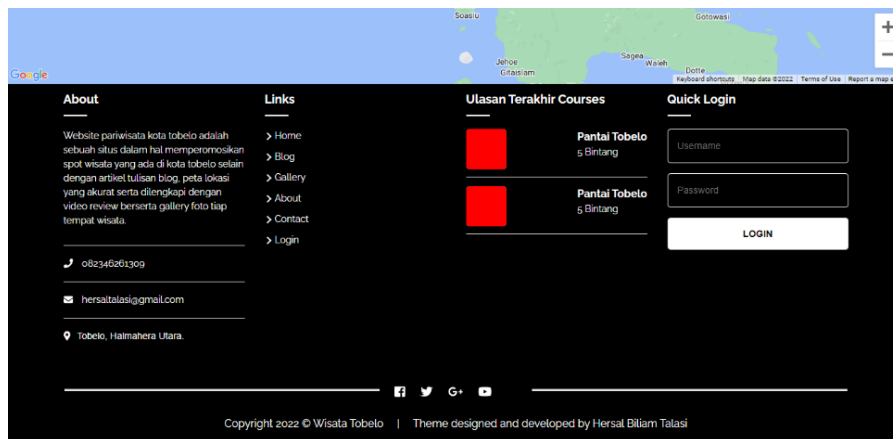 Soasiu
Gotowasi
Jehoe
Gitaislam
Sagea
Waleh
Dotte
Google
Keyboard shortcuts
Map data ©2022
Terms of Use
Report a map e
About
Website pariwisata kota tobelo adalah
sebuah situs dalam hal memperomosikan
spot wisata yang ada di kota tobelo selain
dengan artikel tulisan blog, peta lokasi
yang akurat serta dilengkapi dengan
video review berserta gallery foto tiap
tempat wisata.
082346261309
hersaltalasi@gmail.com
Tobelo, Halmahera Utara.
Links
Home
Blog
Gallery
About
Contact
Login
Ulasan Terakhir Courses
Pantai Tobelo
5 Bintang
Pantai Tobelo
5 Bintang
Quick Login
Username
Password
LOGIN
G+
Copyright 2022 © Wisata Tobelo | Theme designed and developed by Hersal Biliam Talasi